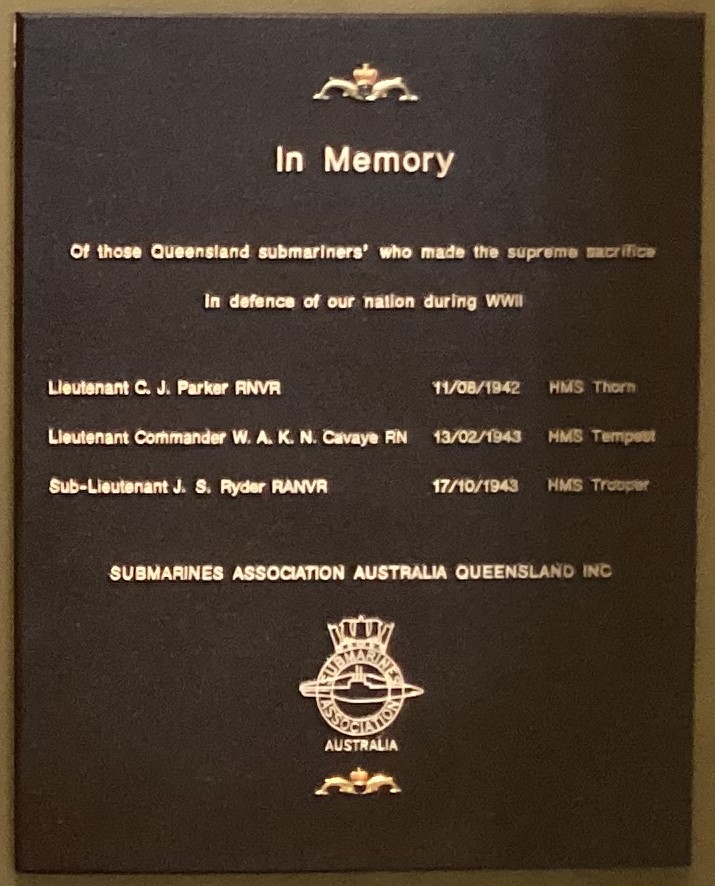 In Memory
Of those Queensland submariners' who made the supreme sacrifice
in defence of our nation during WWII
Lieutenant C. J. Parker RNVR 11/08/1942 HMS Thorn
Lieutenant Commander W. A. K. N. Cavaye RN 13/02/1943 HMS Tempest
Sub-Lieutenant J. S. Ryder RANVR 17/10/1943 HMS Trooper
SUBMARINES ASSOCIATION AUSTRALIA QUEENSLAND INC
SUBMARINES
ASSOCIATION
AUSTRALIA